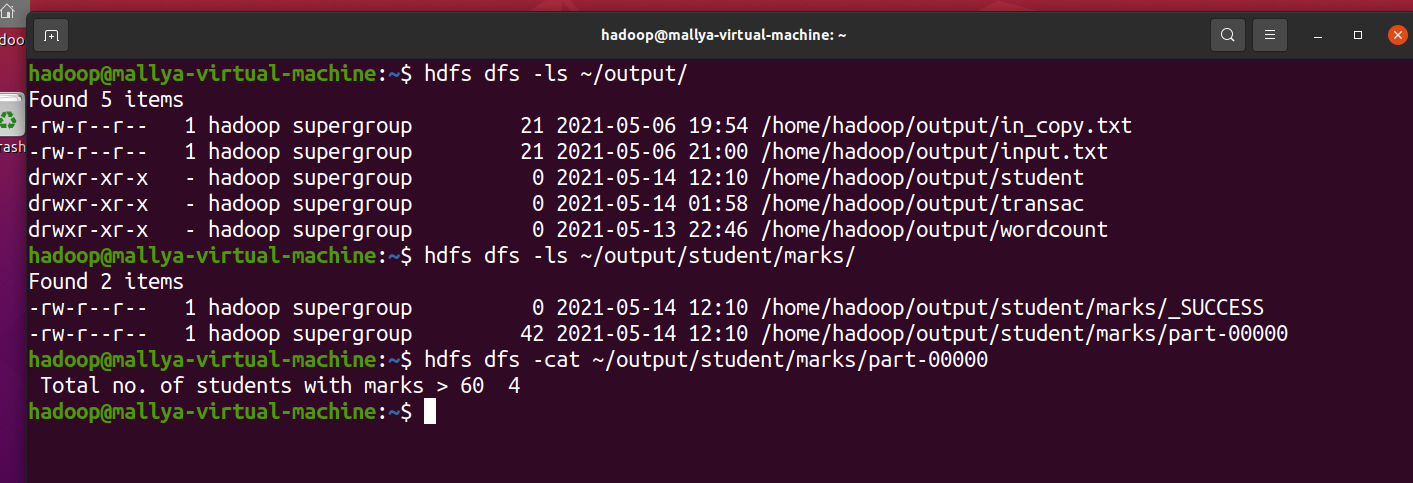 hadoop@mallya-virtual-machine: ~
doo
rash
hadoop@mallya-virtual-machine:~$ hdfs dfs -ls ~/output/
Found 5 items
-rw-r--r--   1 hadoop supergroup         21 2021-05-06 19:54 /home/hadoop/output/in_copy.txt
-rw-r--r--   1 hadoop supergroup         21 2021-05-06 21:00 /home/hadoop/output/input.txt
drwxr-xr-x   - hadoop supergroup          0 2021-05-14 12:10 /home/hadoop/output/student
drwxr-xr-x   - hadoop supergroup          0 2021-05-14 01:58 /home/hadoop/output/transac
drwxr-xr-x   - hadoop supergroup          0 2021-05-13 22:46 /home/hadoop/output/wordcount
hadoop@mallya-virtual-machine:~$ hdfs dfs -ls ~/output/student/marks/
Found 2 items
-rw-r--r--   1 hadoop supergroup          0 2021-05-14 12:10 /home/hadoop/output/student/marks/_SUCCESS
-rw-r--r--   1 hadoop supergroup         42 2021-05-14 12:10 /home/hadoop/output/student/marks/part-00000
hadoop@mallya-virtual-machine:~$ hdfs dfs -cat ~/output/student/marks/part-00000
 Total no. of students with marks > 60  4
hadoop@mallya-virtual-machine:~$